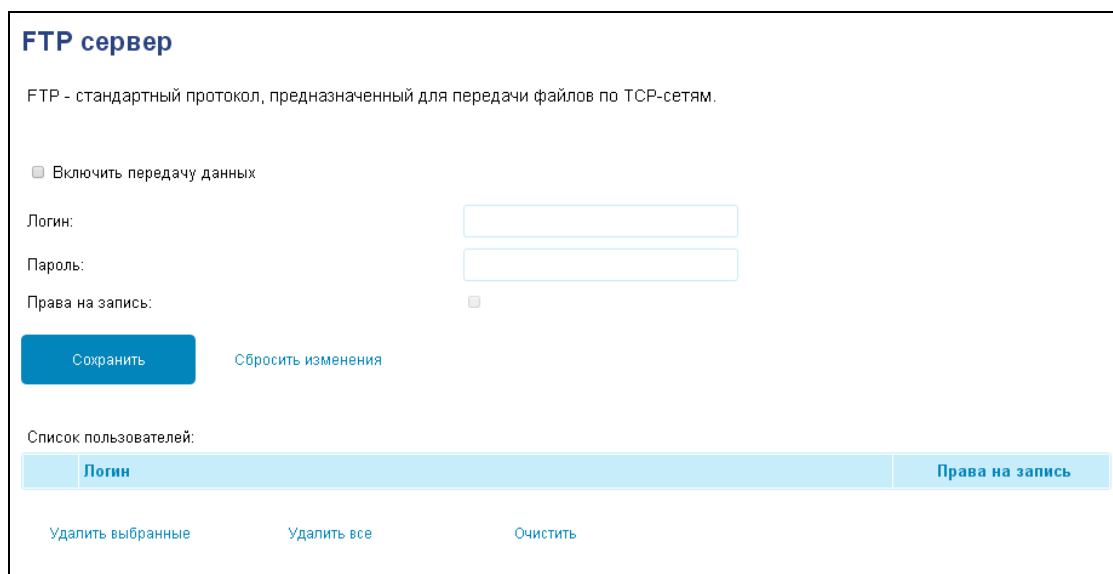 FTP сервер
FTP - стандартный протокол, предназначенный для передачи файлов по TCP-сетям.
Включить передачу данных
Логин:
Пароль:
Права на запись:
Сохранить Сбросить изменения
Список пользователей:
Логин Права на запись
Удалить выбранные Удалить все Очистить